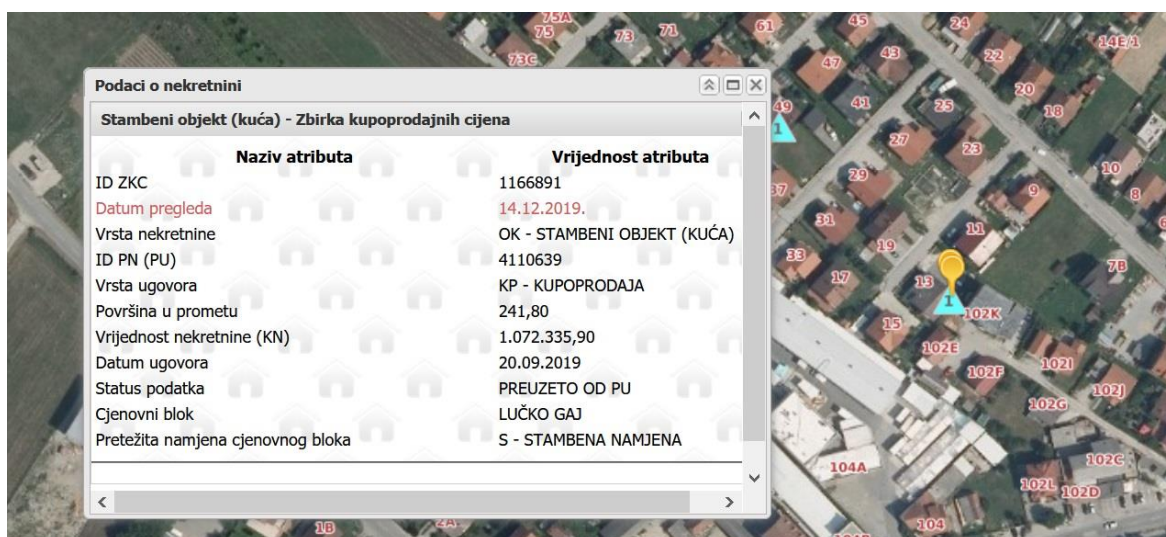 Podaci o nekretnini
Stambeni objekt (kuća) - Zbirka kupoprodajnih cijena
Naziv atributa Vrijednost atributa
ID ZKC 1166891
Datum pregleda 14.12.2019.
Vrsta nekretnine OK - STAMBENI OBJEKT (KUĆA)
ID PN (PU) 4110639
Vrsta ugovora KP - KUPOPRODAJA
Površina u prometu 241,80
Vrijednost nekretnine (KN) 1.072.335,90
Datum ugovora 20.09.2019
Status podatka PREUZETO OD PU
Cjenovni blok LUČKO GAJ
Pretežita namjena cjenovnog bloka S - STAMBENA NAMJENA
75A
75
73
71
61
45
24
73C
47
43
22
14E/1
20
49
41
25
18
1
27
23
10
29
37
9
8
31
11
19
33
17
13
7B
1
102K
15
102E
102F
102I
102J
102G
104A
102C
102L
102D
104
1B